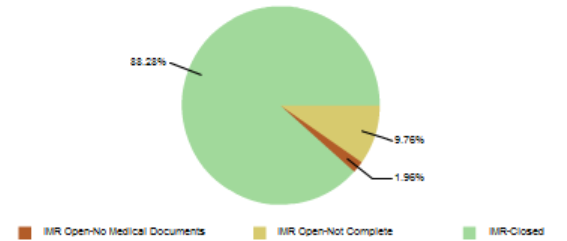 88.28%
9.76%
1.96%
IMR Open-No Medical Documents IMR Open-Not Complete IMR-Closed